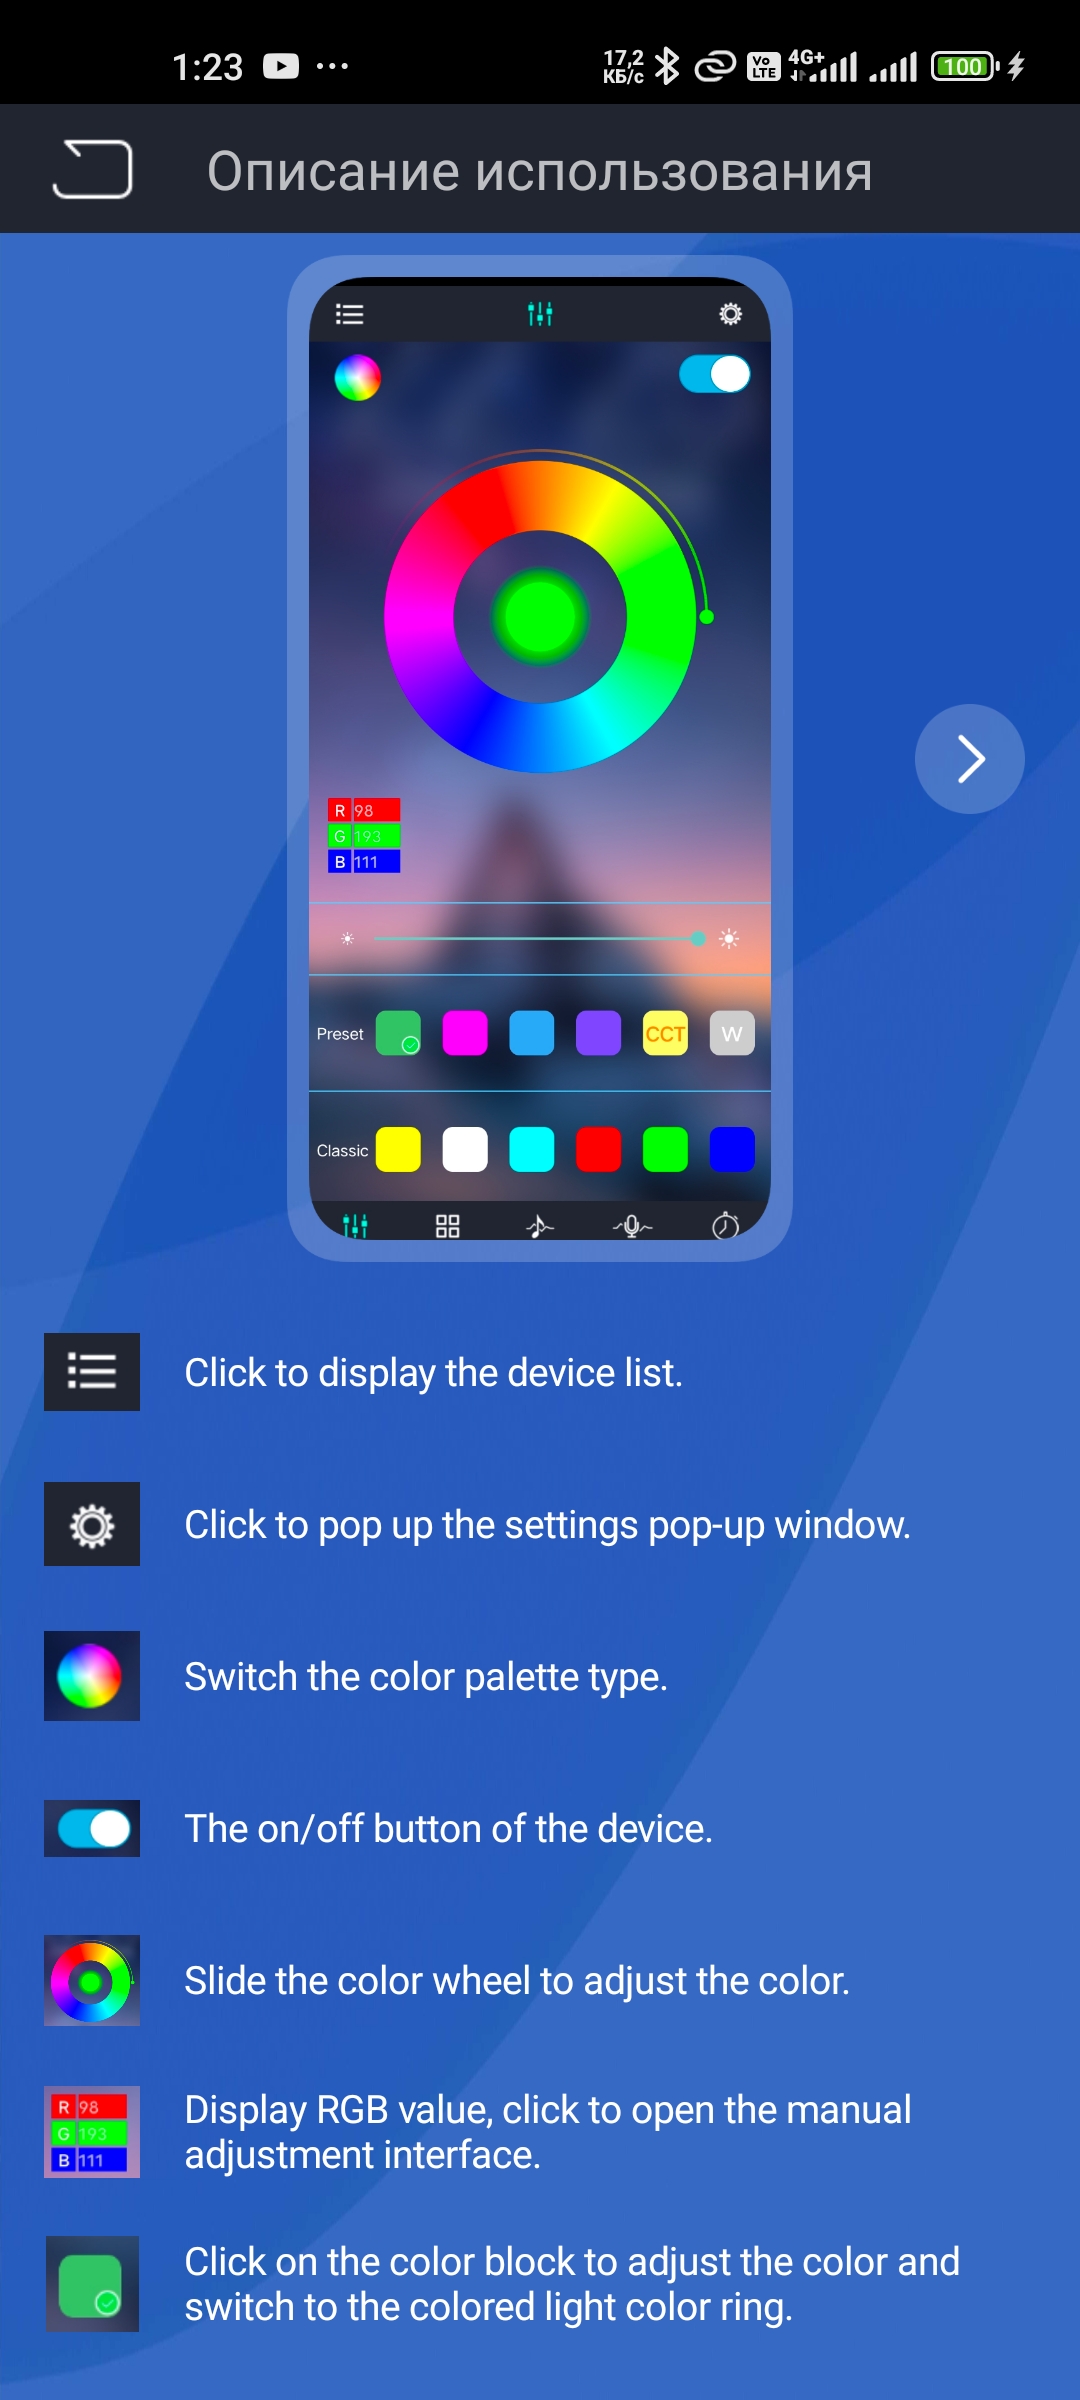 1:23
17,2
КБ/с
Vo
LTE
4G+
100
Описание использования
R 98
G 193
B 111
Preset
CCT
W
Classic
Click to display the device list.
Click to pop up the settings pop-up window.
Switch the color palette type.
The on/off button of the device.
Slide the color wheel to adjust the color.
R 98
G 193
B 111
Display RGB value, click to open the manual
adjustment interface.
Click on the color block to adjust the color and
switch to the colored light color ring.